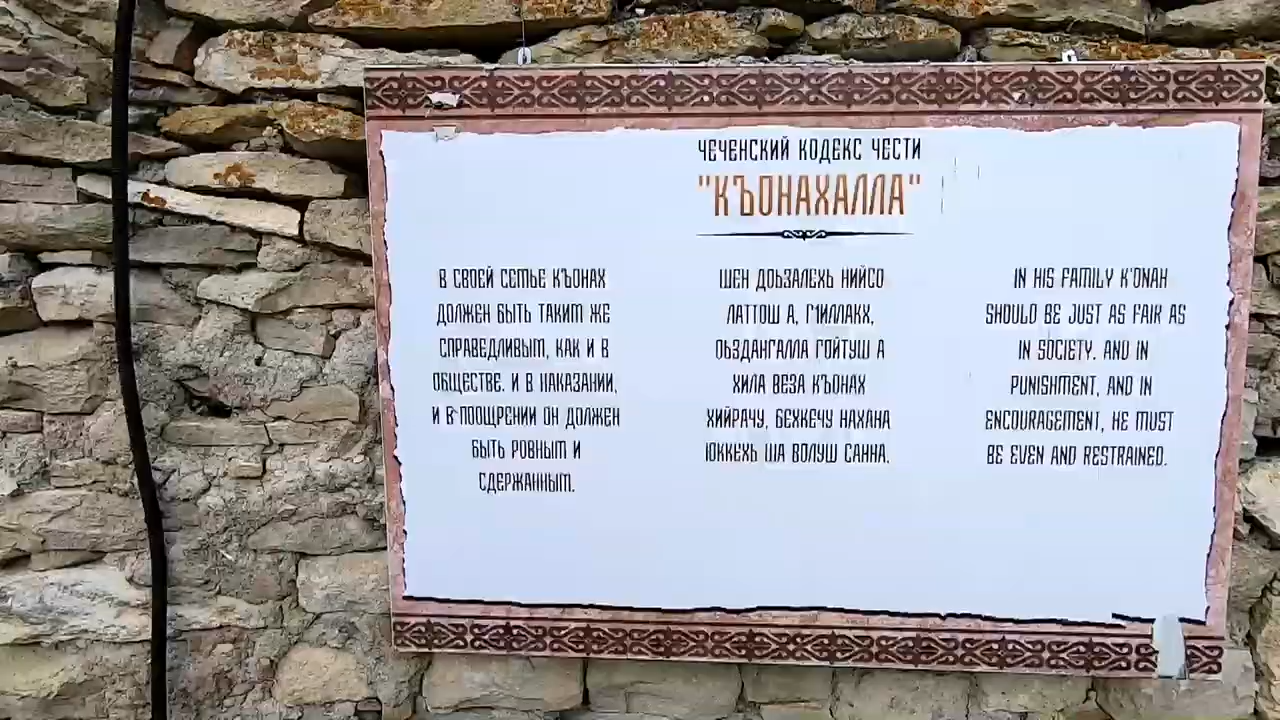 ЧЕЧЕНСКИЙ КОДЕКС ЧЕСТИ
"КЪОНАХАЛЛА"
В СВОЕЙ СЕМЬЕ КЪОНАХ
ДОЛЖЕН БЫТЬ ТАКИМ ЖЕ
СПРАВЕДЛИВЫМ, КАК И В
ОБЩЕСТВЕ. И В НАКАЗАНИИ,
И В ПООЩРЕНИИ ОН ДОЛЖЕН
БЫТЬ РОВНЫМ И
СДЕРЖАННЫМ.
ШЕН ДОЬЗАЛЕХЬ НИЙСО
ЛАТТОШ А, Г1ИЛЛАКХ,
ОЬЗДАНГАЛЛА ГОЙТУШ А
ХИЛА ВЕЗА КЪОНАХ
ХИЙРАЧУ, БЕХКЕЧУ НАХАНА
ЮККЕХЬ ША ВОЛУШ САННА.
IN HIS FAMILY K'ONAH
SHOULD BE JUST AS FAIR AS
IN SOCIETY. AND IN
PUNISHMENT, AND IN
ENCOURAGEMENT, HE MUST
BE EVEN AND RESTRAINED.